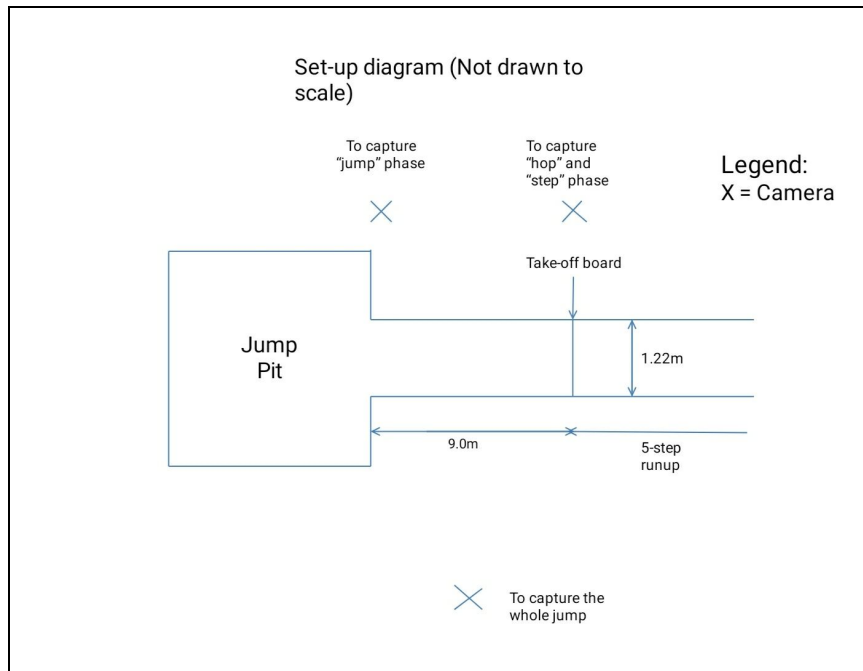 Set-up diagram (Not drawn to
scale)
To capture
“jump” phase
To capture
“hop” and
“step” phase
Legend:
X = Camera
Take-off board
Jump
Pit
1.22m
9.0m
5-step
runup
To capture the
whole jump